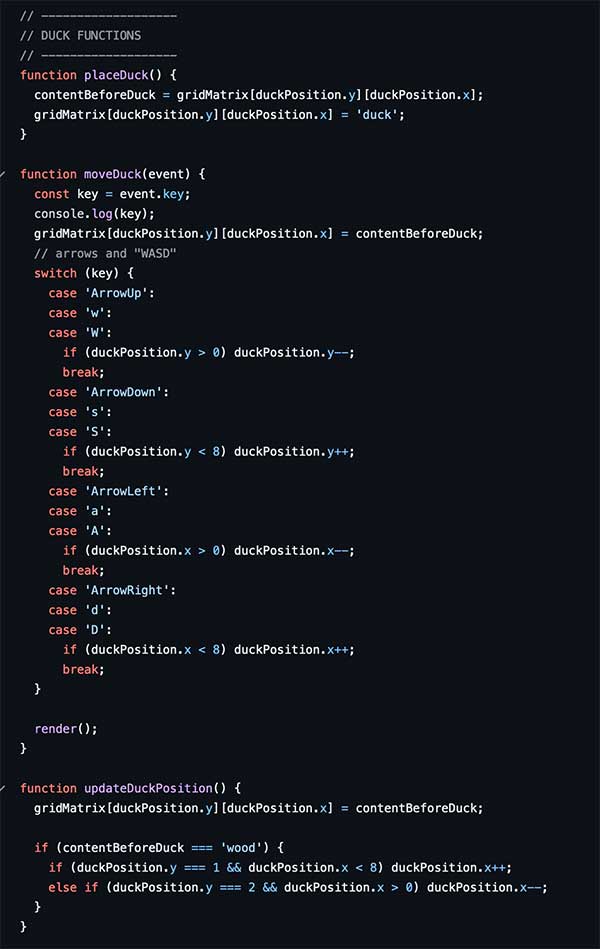 // -------------------
// DUCK FUNCTIONS
// -------------------
function placeDuck() {
  contentBeforeDuck = gridMatrix[duckPosition.y][duckPosition.x];
  gridMatrix[duckPosition.y][duckPosition.x] = 'duck';
}

function moveDuck(event) {
  const key = event.key;
  console.log(key);
  gridMatrix[duckPosition.y][duckPosition.x] = contentBeforeDuck;
  // arrows and "WASD"
  switch (key) {
    case 'ArrowUp':
    case 'w':
    case 'W':
      if (duckPosition.y > 0) duckPosition.y--;
      break;
    case 'ArrowDown':
    case 's':
    case 'S':
      if (duckPosition.y < 8) duckPosition.y++;
      break;
    case 'ArrowLeft':
    case 'a':
    case 'A':
      if (duckPosition.x > 0) duckPosition.x--;
      break;
    case 'ArrowRight':
    case 'd':
    case 'D':
      if (duckPosition.x < 8) duckPosition.x++;
      break;
  }

  render();
}

function updateDuckPosition() {
  gridMatrix[duckPosition.y][duckPosition.x] = contentBeforeDuck;

  if (contentBeforeDuck === 'wood') {
    if (duckPosition.y === 1 && duckPosition.x < 8) duckPosition.x++;
    else if (duckPosition.y === 2 && duckPosition.x > 0) duckPosition.x--;
  }
}